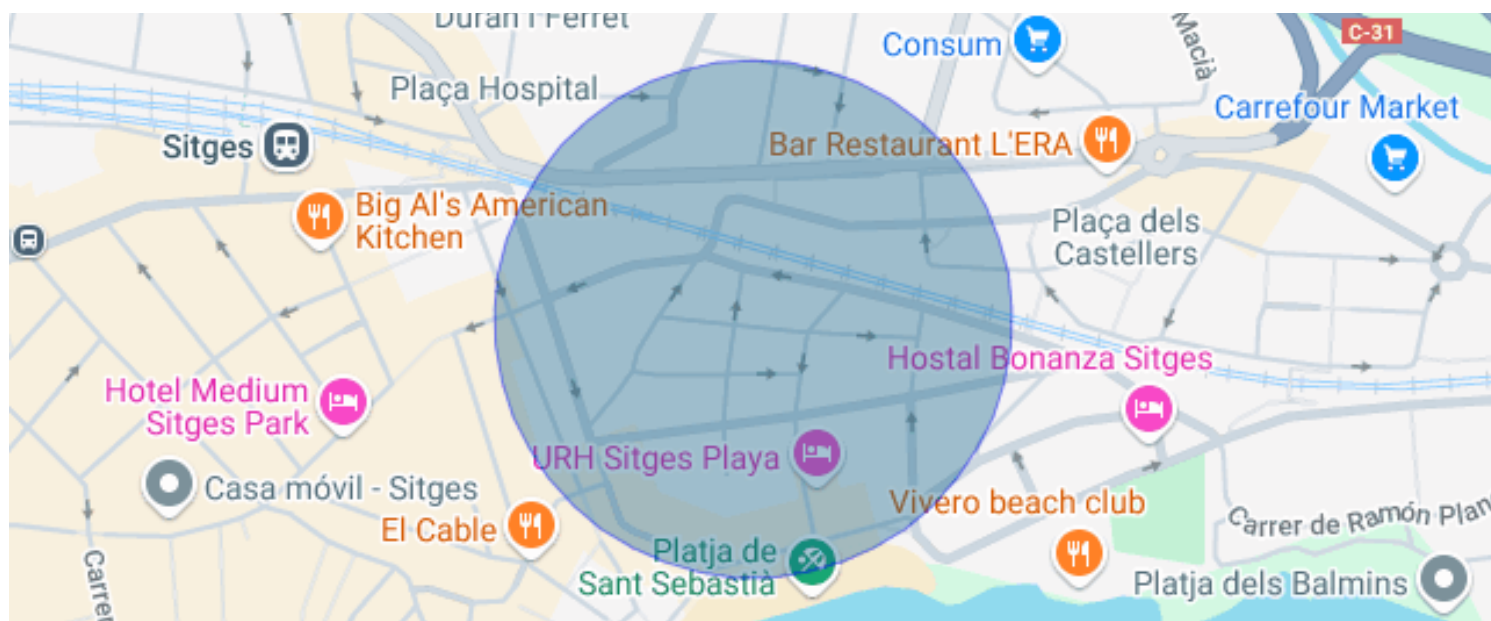 Duran i Ferret
Macià
C-31
Consum
Plaça Hospital
Carrefour Market
Sitges
Bar Restaurant L'ERA
Big Al's American
Kitchen
Plaça dels
Castellers
Hostal Bonanza Sitges
Hotel Medium
Sitges Park
URH Sitges Playa
Casa móvil - Sitges
Vivero beach club
El Cable
Carrer de Ramón Plan
Platja de
Sant Sebastià
Platja dels Balmins
Carrer